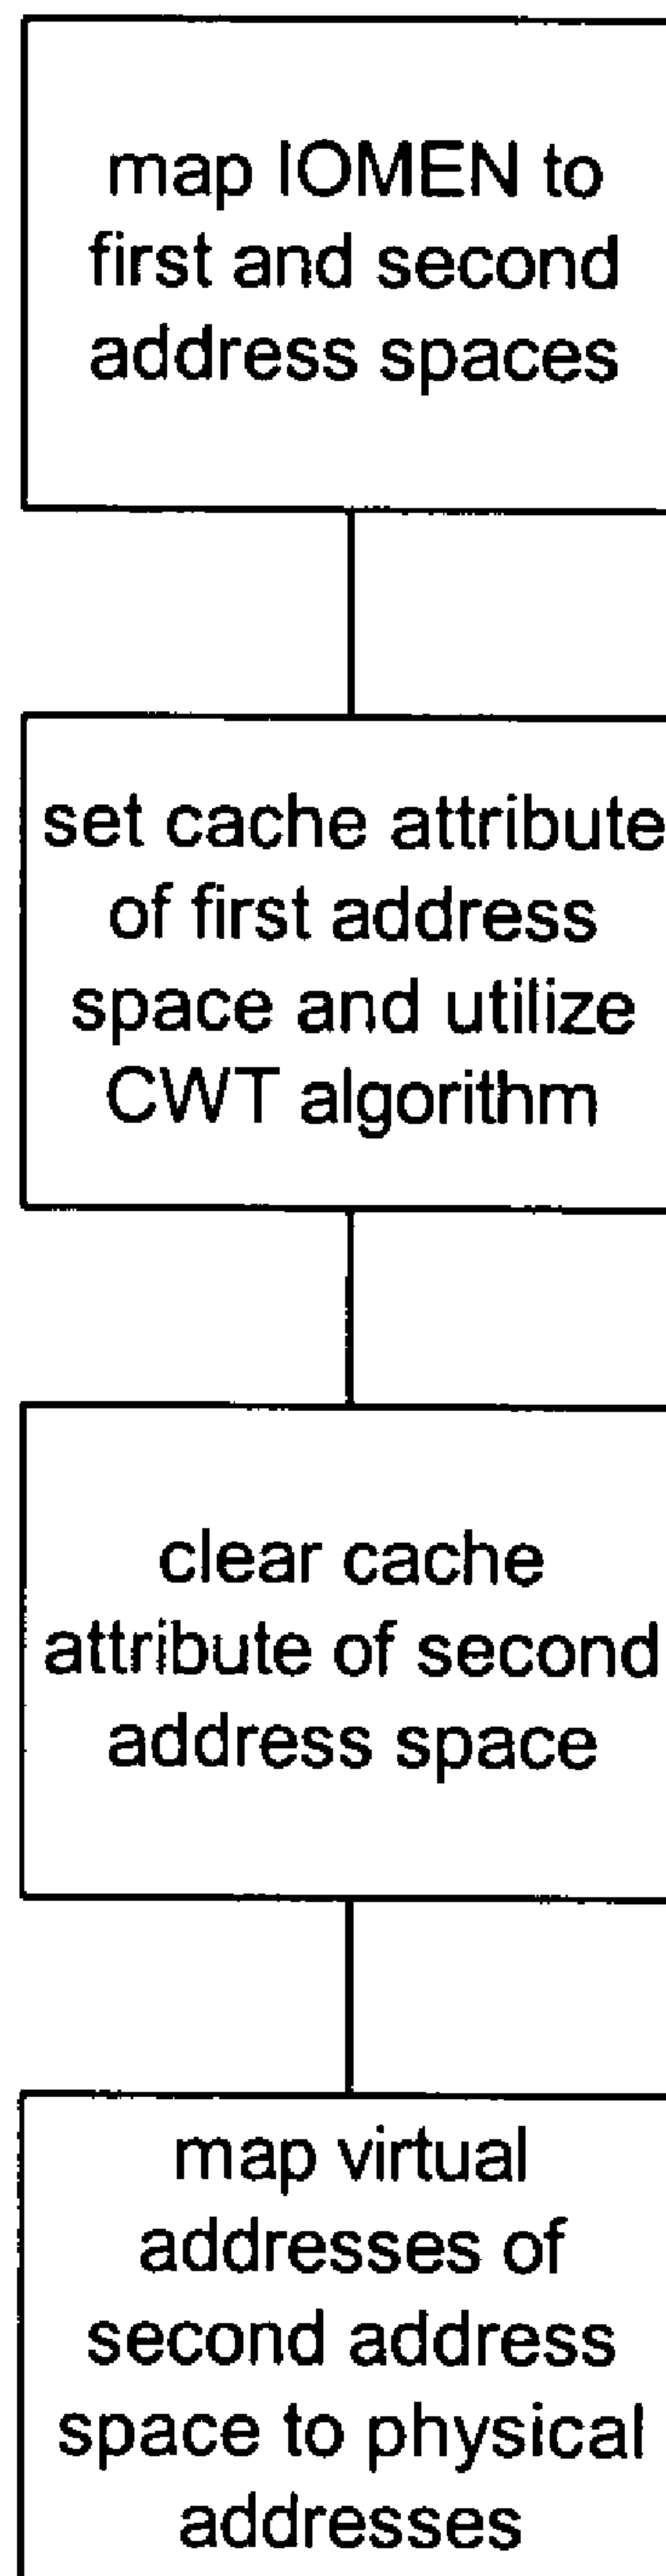 map IOMEN to
first and second
address spaces
set cache attribute
of first address
space and utilize
CWT algorithm
clear cache
attribute of second
address space
map virtual
addresses of
second address
space to physical
addresses